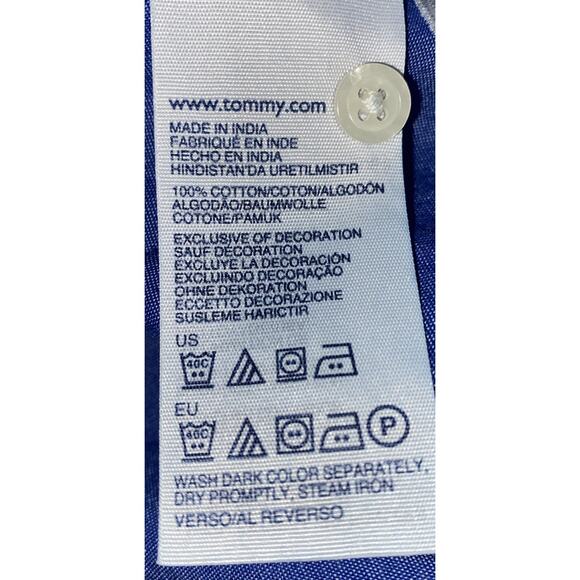 www.tommy.com
MADE IN INDIA
FABRIQUÉ EN INDE
HECHO EN INDIA
HINDISTAN'DA URETILMISTIR
100% COTTON/COTON/ALGODÓN
ALGODÃO/BAUMWOLLE
COTONE/PAMUK
EXCLUSIVE OF DECORATION
SAUF DÉCORATION
EXCLUYE LA DECORACIÓN
EXCLUINDO DECORAÇÃO
OHNE DEKORATION
ECCETTO DECORAZIONE
SUSLEME HARICTIR
US
40C
EU
40C P
WASH DARK COLOR SEPARATELY,
DRY PROMPTLY, STEAM IRON
VERSO/AL REVERSO